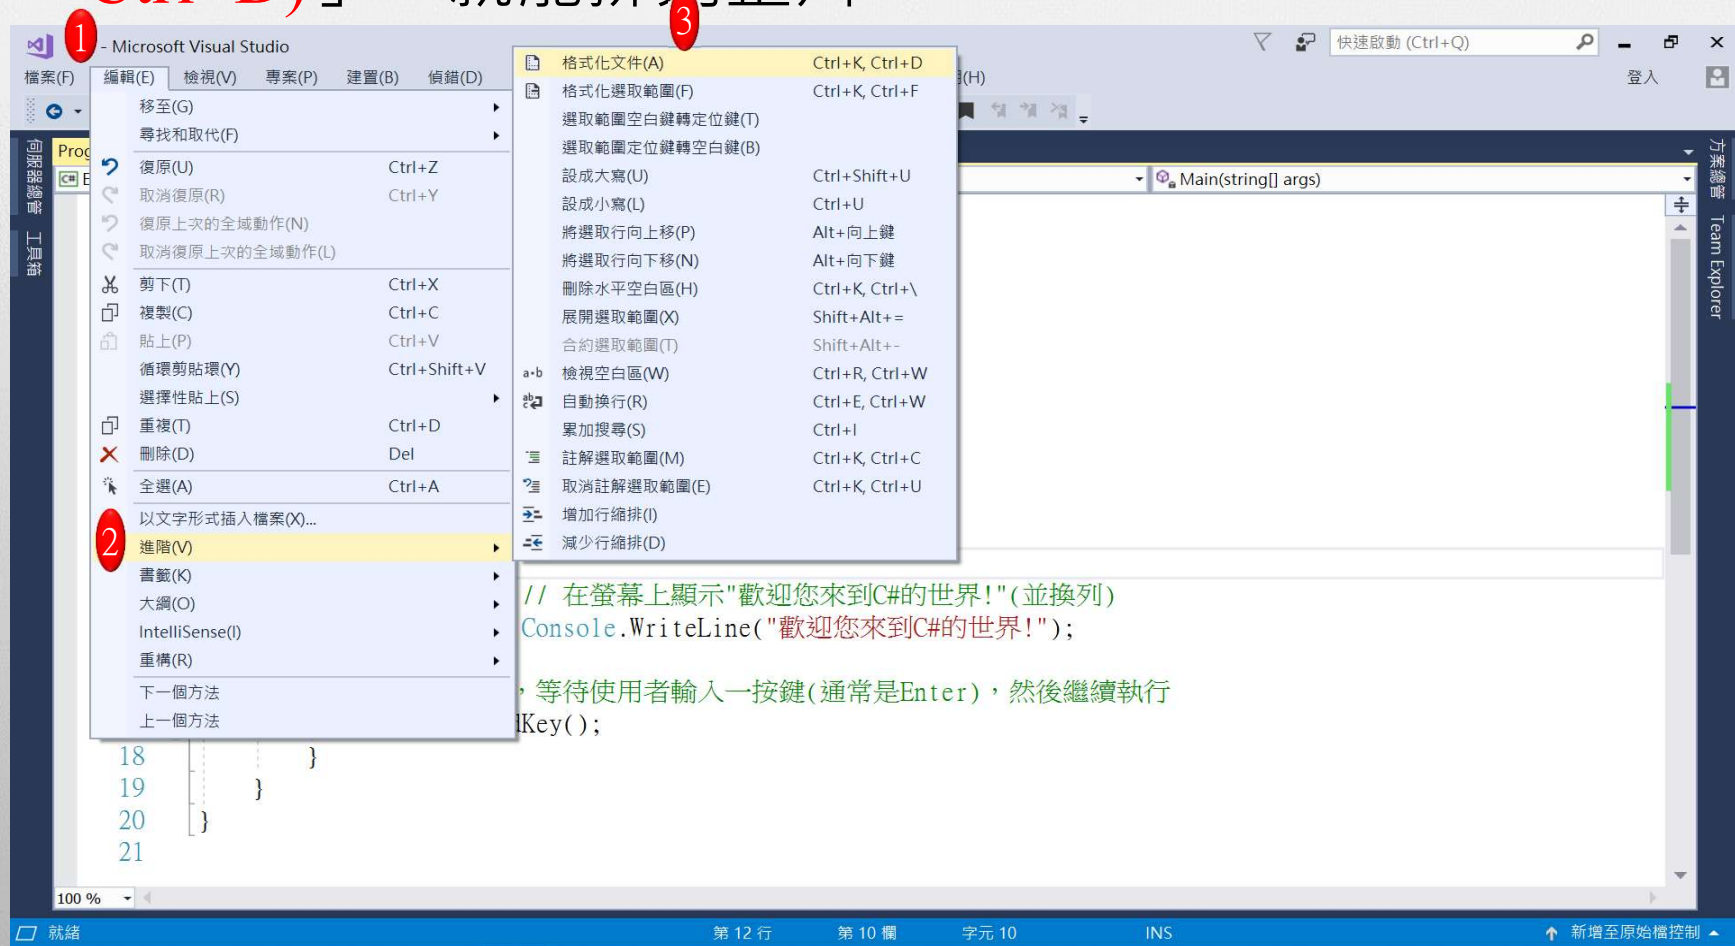 Ctrl+D)』
1
3
- Microsoft Visual Studio
快速啟動 (Ctrl+Q)
檔案(F) 編輯(E) 檢視(V) 專案(P) 建置(B) 偵錯(D) (H) 登入
移至(G)
尋找和取代(F)
復原(U) Ctrl+Z
取消復原(R) Ctrl+Y
復原上次的全域動作(N)
取消復原上次的全域動作(L)
剪下(T) Ctrl+X
複製(C) Ctrl+C
貼上(P) Ctrl+V
循環剪貼環(Y) Ctrl+Shift+V
選擇性貼上(S)
重複(T) Ctrl+D
刪除(D) Del
全選(A) Ctrl+A
以文字形式插入檔案(X)...
2
進階(V)
書籤(K)
大綱(O)
IntelliSense(I)
重構(R)
下一個方法
上一個方法
格式化文件(A) Ctrl+K, Ctrl+D
格式化選取範圍(F) Ctrl+K, Ctrl+F
選取範圍空白鍵轉定位鍵(T)
選取範圍定位鍵轉空白鍵(B)
設成大寫(U) Ctrl+Shift+U
設成小寫(L) Ctrl+U
將選取行向上移(P) Alt+向上鍵
將選取行向下移(N) Alt+向下鍵
刪除水平空白區(H) Ctrl+K, Ctrl+\
展開選取範圍(X) Shift+Alt+=
合約選取範圍(T) Shift+Alt+-
a•b 檢視空白區(W) Ctrl+R, Ctrl+W
自動換行(R) Ctrl+E, Ctrl+W
累加搜尋(S) Ctrl+I
註解選取範圍(M) Ctrl+K, Ctrl+C
取消註解選取範圍(E) Ctrl+K, Ctrl+U
增加行縮排(I)
減少行縮排(D)
伺服器總管
工具箱
Prog
C# E
Main(string[] args)
方案總管
Team Explorer
// 在螢幕上顯示"歡迎您來到C#的世界!"(並換列)
Console.WriteLine("歡迎您來到C#的世界!");
，等待使用者輸入一按鍵(通常是Enter)，然後繼續執行
dKey();
18 }
19 }
20 }
21
100 %
就緒 第 12 行 第 10 欄 字元 10 INS 新增至原始檔控制